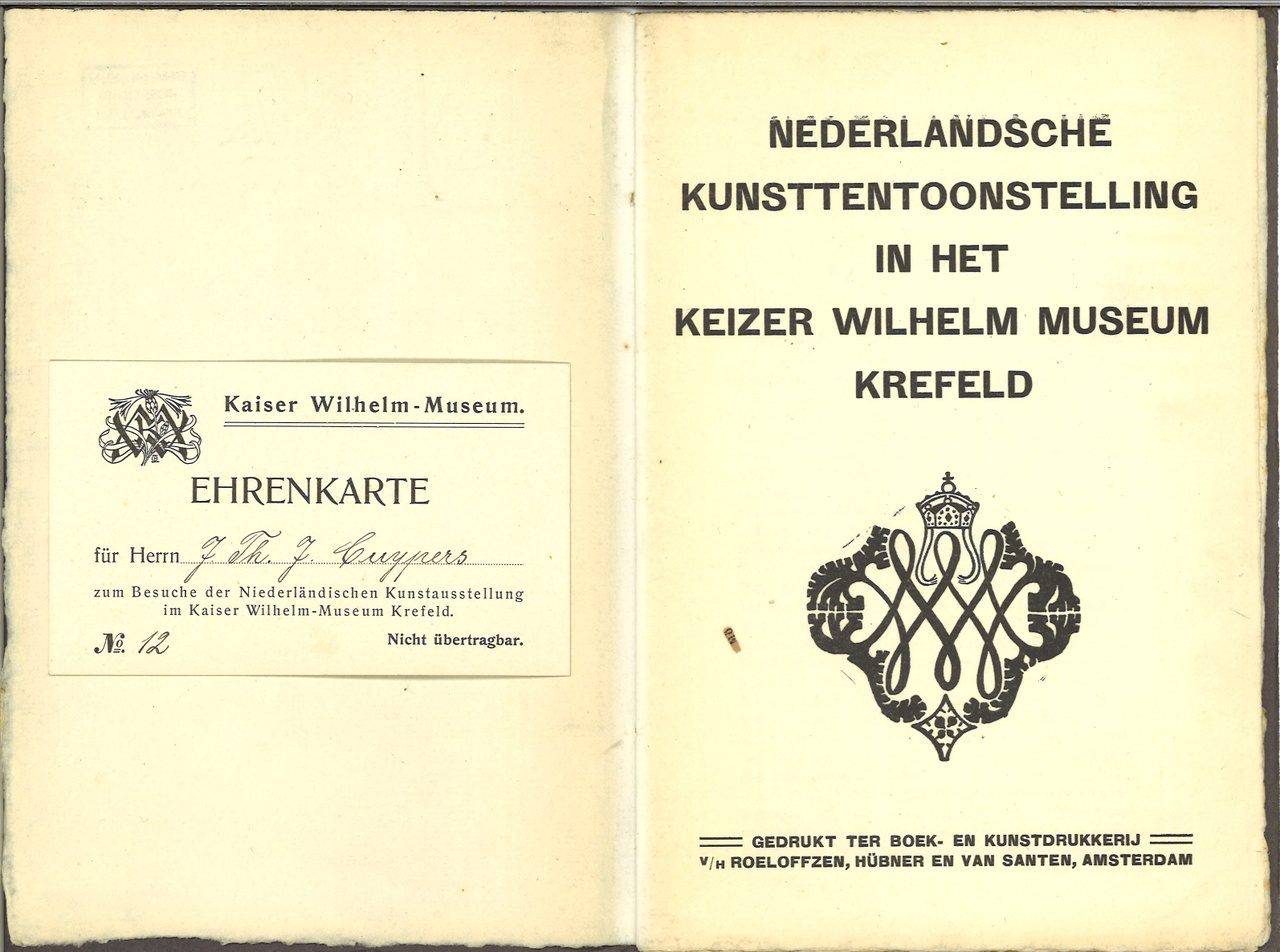 Kaiser Wilhelm-Museum.
EHRENKARTE
für Herrn J. Th. J. Cuypers
zum Besuche der Niederländischen Kunstausstellung
im Kaiser Wilhelm-Museum Krefeld.
No. 12 Nicht übertragbar.
NEDERLANDSCHE
KUNSTTENTOONSTELLING
IN HET
KEIZER WILHELM MUSEUM
KREFELD
GEDRUKT TER BOEK- EN KUNSTDRUKKERIJ
V/H ROELOFFZEN, HÜBNER EN VAN SANTEN, AMSTERDAM